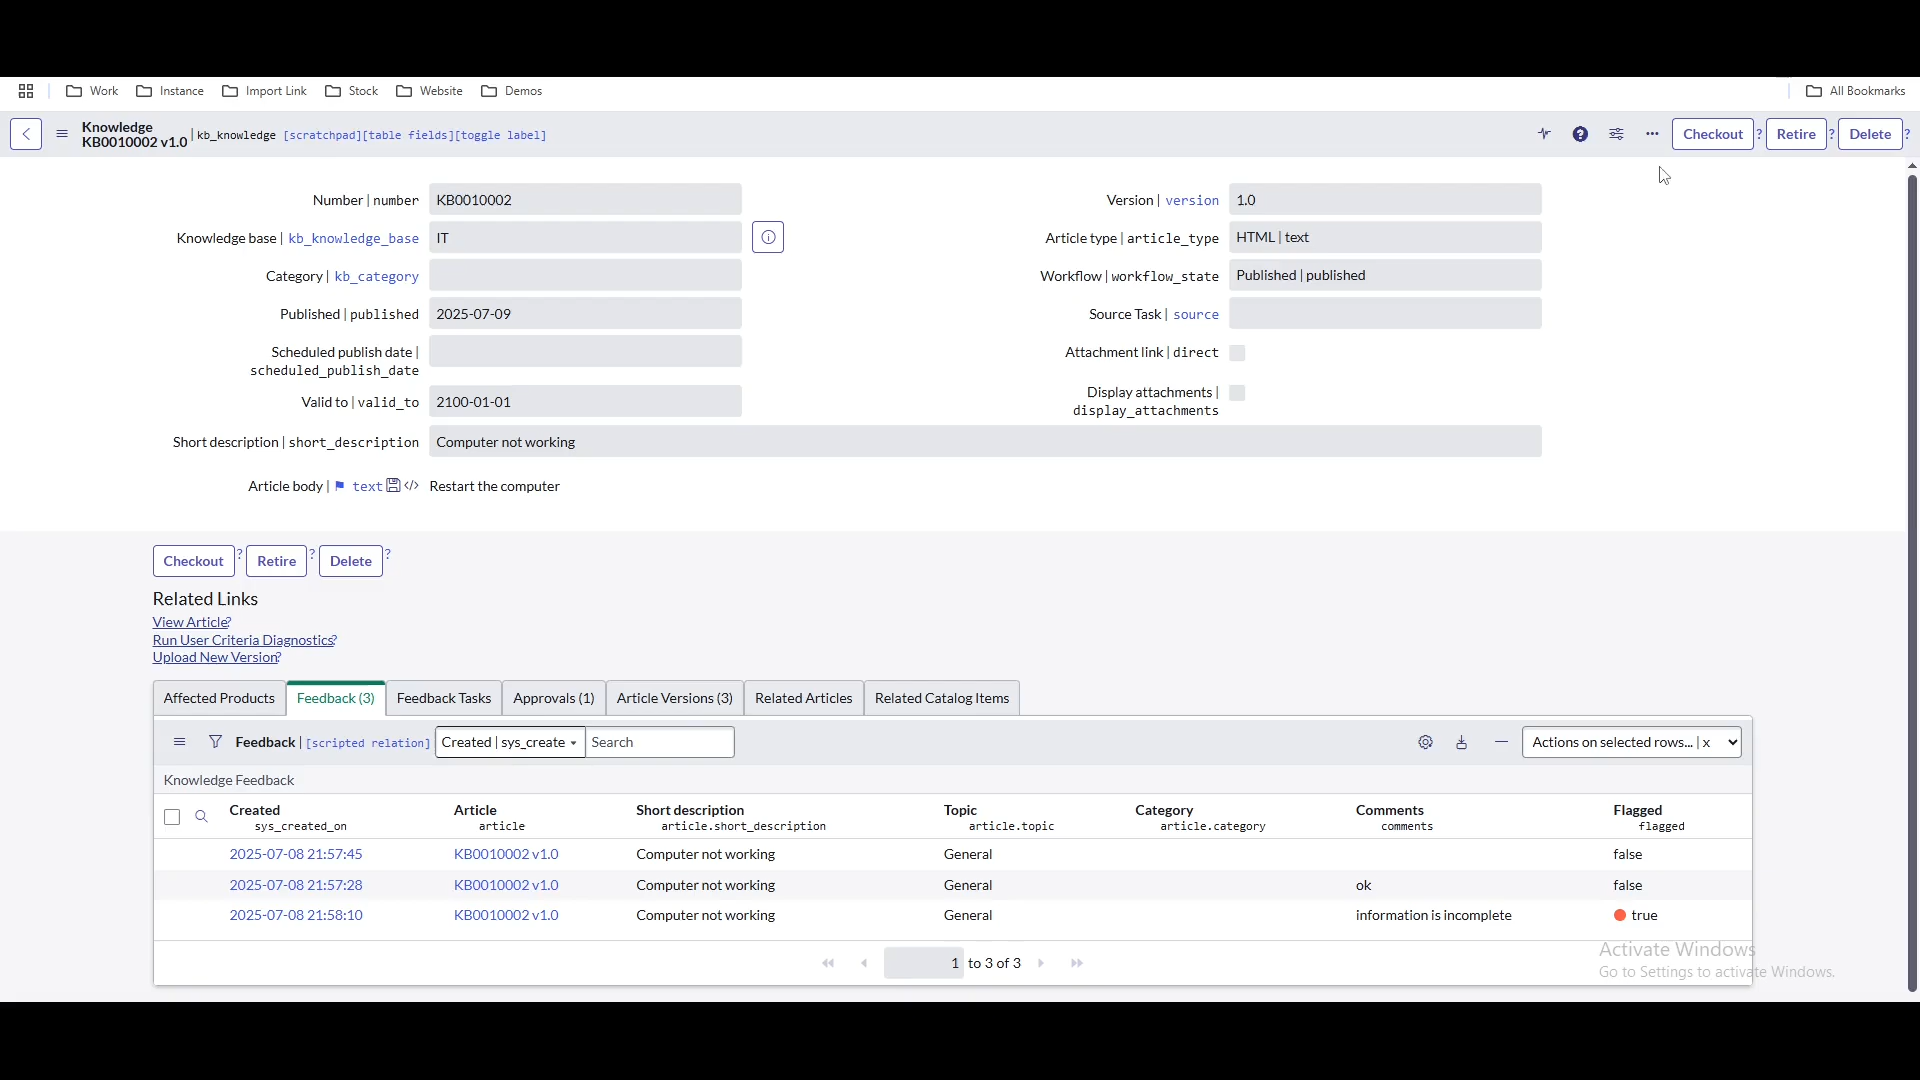 Work Instance Import Link Stock Website Demos All Bookmarks
Knowledge
KB0010002 v1.0 | kb_knowledge [scratchpad][table fields][toggle label] ? Checkout ? Retire ? Delete ?
Number | number KB0010002 Version | version 1.0
Knowledge base | kb_knowledge_base IT Article type | article_type HTML | text
Category | kb_category Workflow | workflow_state Published | published
Published | published 2025-07-09 Source Task | source
Scheduled publish date | Attachment link | direct
scheduled_publish_date
Valid to | valid_to 2100-01-01 Display attachments |
display_attachments
Short description | short_description Computer not working
Article body | text </> Restart the computer
Checkout ? Retire ? Delete ?
Related Links
View Article?
Run User Criteria Diagnostics?
Upload New Version?
Affected Products Feedback (3) Feedback Tasks Approvals (1) Article Versions (3) Related Articles Related Catalog Items
Feedback | [scripted relation] Created | sys_create Search Actions on selected rows... | x
Knowledge Feedback
Created Article Short description Topic Category Comments Flagged
sys_created_on article article.short_description article.topic article.category comments flagged
2025-07-08 21:57:45 KB0010002 v1.0 Computer not working General false
2025-07-08 21:57:28 KB0010002 v1.0 Computer not working General ok false
2025-07-08 21:58:10 KB0010002 v1.0 Computer not working General information is incomplete true
1 to 3 of 3
Activate Windows
Go to Settings to activate Windows.